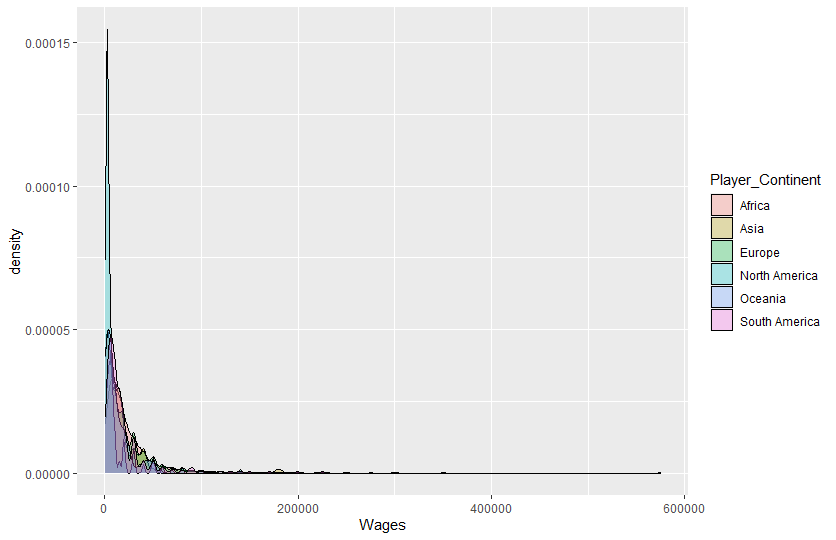 0.00015
0.00010
0.00005
0.00000
density
0
200000
400000
600000
Wages
Player_Continent
Africa
Asia
Europe
North America
Oceania
South America